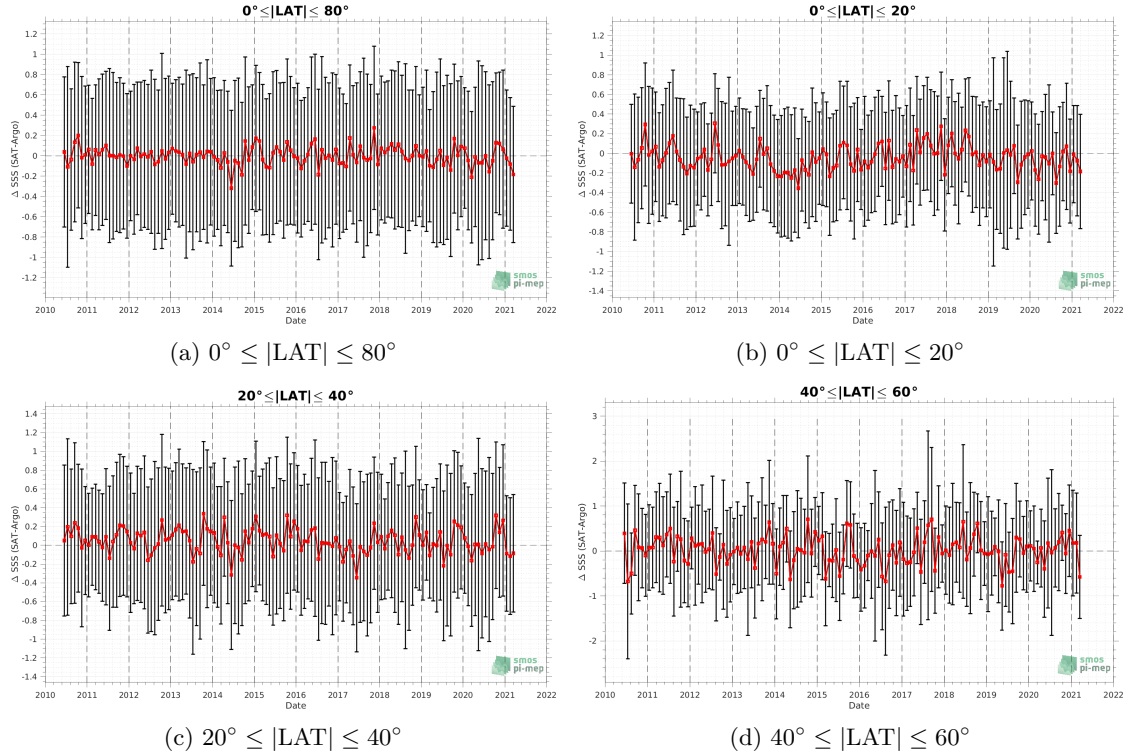 0°≤|LAT|≤ 80°
1.2
1
0.8
0.6
0.4
0.2
0
-0.2
-0.4
-0.6
-0.8
-1
-1.2
Δ SSS (SAT-Argo)
2010 2011 2012 2013 2014 2015 2016 2017 2018 2019 2020 2021 2022
Date
smos
pi-mep
(a) 0° ≤ |LAT| ≤ 80°
0°≤|LAT|≤ 20°
1.2
1
0.8
0.6
0.4
0.2
0
-0.2
-0.4
-0.6
-0.8
-1
-1.2
-1.4
Δ SSS (SAT-Argo)
2010 2011 2012 2013 2014 2015 2016 2017 2018 2019 2020 2021 2022
Date
smos
pi-mep
(b) 0° ≤ |LAT| ≤ 20°
20°≤|LAT|≤ 40°
1.4
1.2
1
0.8
0.6
0.4
0.2
0
-0.2
-0.4
-0.6
-0.8
-1
-1.2
-1.4
Δ SSS (SAT-Argo)
2010 2011 2012 2013 2014 2015 2016 2017 2018 2019 2020 2021 2022
Date
smos
pi-mep
(c) 20° ≤ |LAT| ≤ 40°
40°≤|LAT|≤ 60°
3
2
1
0
-1
-2
Δ SSS (SAT-Argo)
2010 2011 2012 2013 2014 2015 2016 2017 2018 2019 2020 2021 2022
Date
smos
pi-mep
(d) 40° ≤ |LAT| ≤ 60°